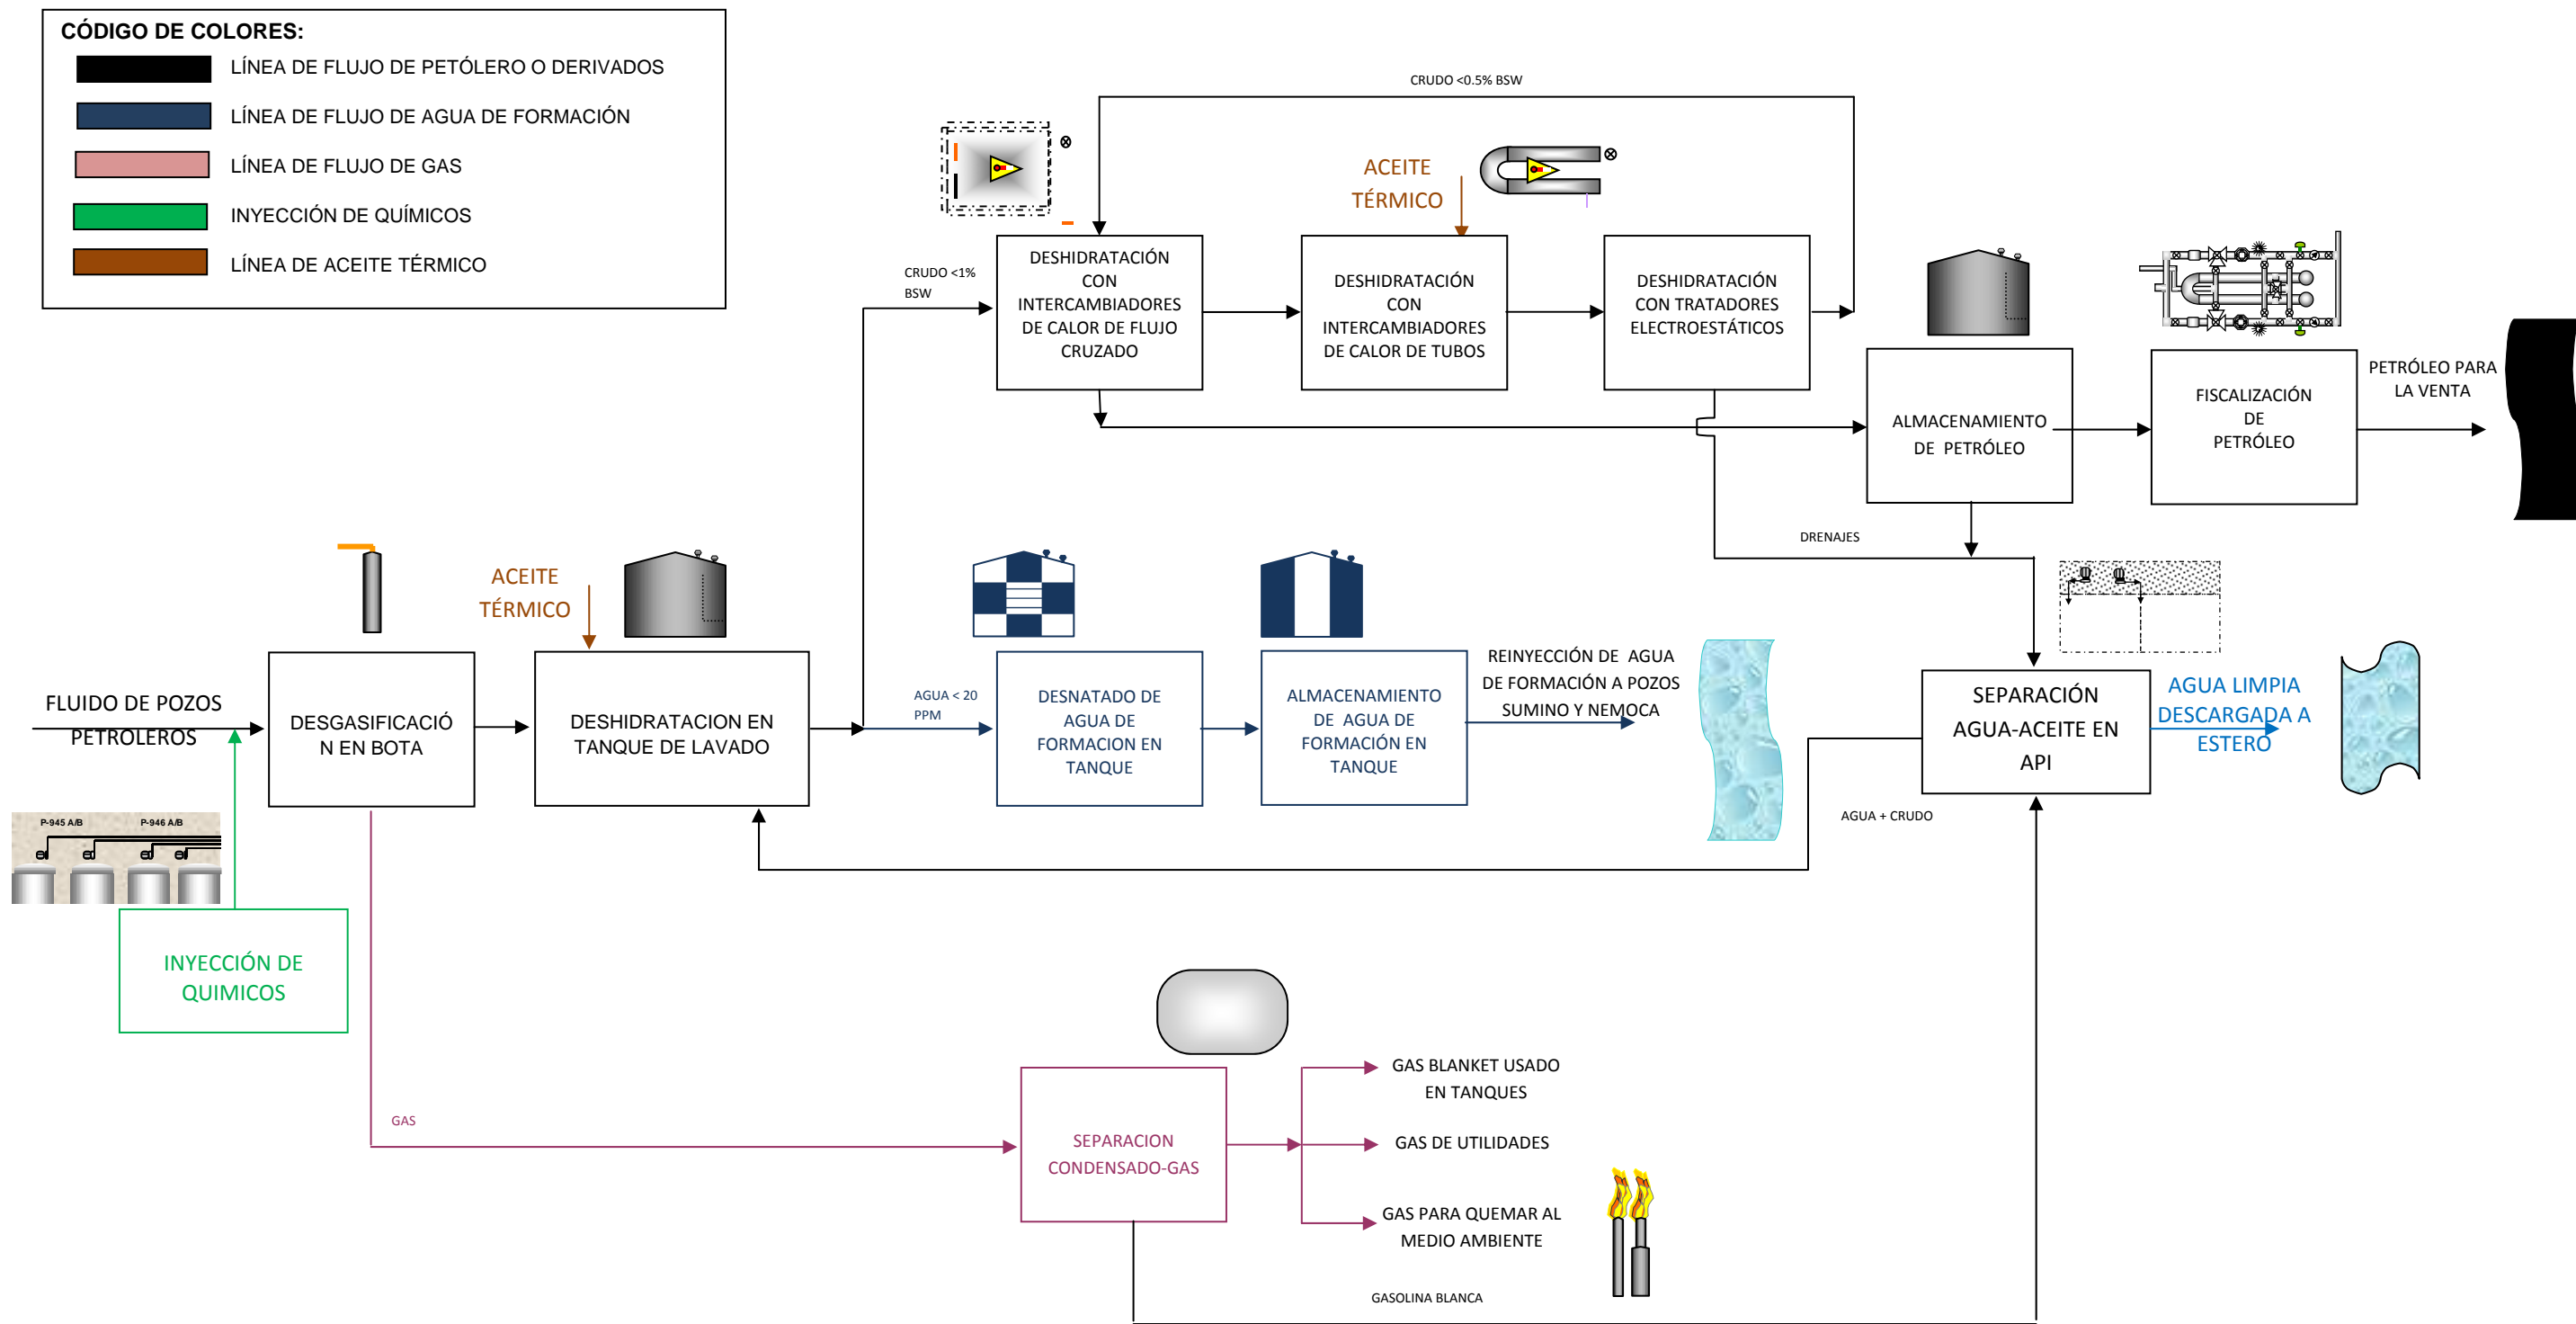 CÓDIGO DE COLORES:
LÍNEA DE FLUJO DE PETÓLERO O DERIVADOS
LÍNEA DE FLUJO DE AGUA DE FORMACIÓN
LÍNEA DE FLUJO DE GAS
INYECCIÓN DE QUÍMICOS
LÍNEA DE ACEITE TÉRMICO
CRUDO <0.5% BSW
ACEITE
TÉRMICO
CRUDO <1%
BSW
DESHIDRATACIÓN
CON
INTERCAMBIADORES
DE CALOR DE FLUJO
CRUZADO
DESHIDRATACIÓN
CON
INTERCAMBIADORES
DE CALOR DE TUBOS
DESHIDRATACIÓN
CON TRATADORES
ELECTROESTÁTICOS
ALMACENAMIENTO
DE PETRÓLEO
FISCALIZACIÓN
DE
PETRÓLEO
PETRÓLEO PARA
LA VENTA
DRENAJES
ACEITE
TÉRMICO
FLUIDO DE POZOS
PETROLEROS
DESGASIFICACIÓ
N EN BOTA
DESHIDRATACION EN
TANQUE DE LAVADO
AGUA < 20
PPM
DESNATADO DE
AGUA DE
FORMACION EN
TANQUE
ALMACENAMIENTO
DE AGUA DE
FORMACIÓN EN
TANQUE
REINYECCIÓN DE AGUA
DE FORMACIÓN A POZOS
SUMINO Y NEMOCA
SEPARACIÓN
AGUA-ACEITE EN
API
AGUA LIMPIA
DESCARGADA A
ESTERO
AGUA + CRUDO
P-945 A/B
P-946 A/B
INYECCIÓN DE
QUIMICOS
GAS
SEPARACION
CONDENSADO-GAS
GAS BLANKET USADO
EN TANQUES
GAS DE UTILIDADES
GAS PARA QUEMAR AL
MEDIO AMBIENTE
GASOLINA BLANCA